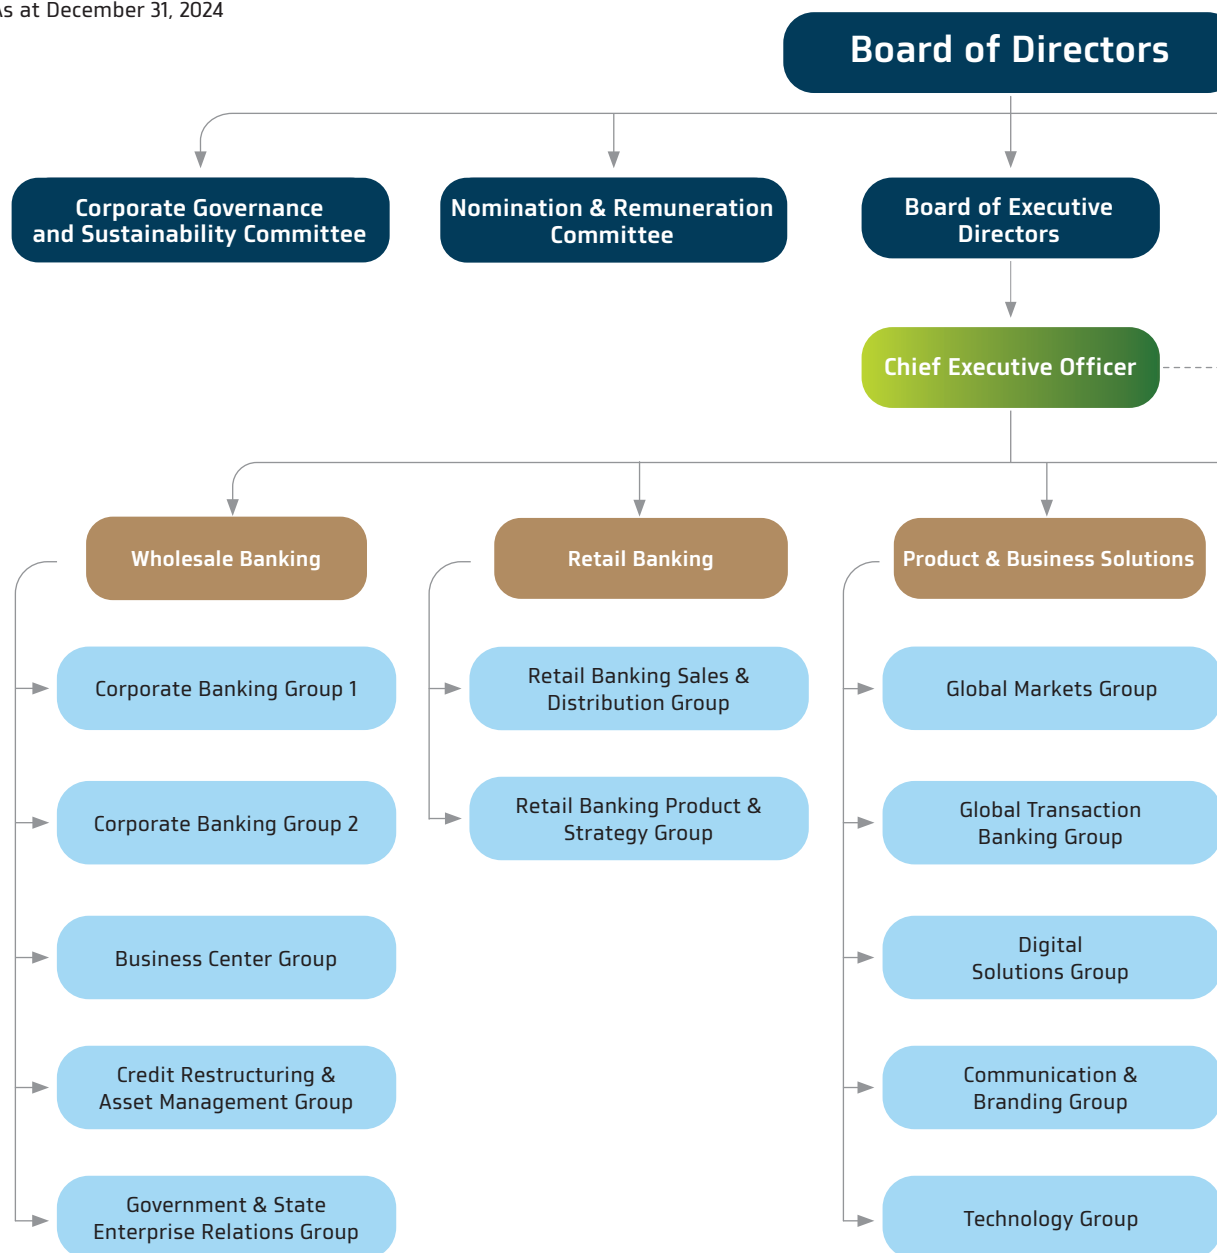 As at December 31, 2024
Board of Directors
Corporate Governance
and Sustainability Committee
Nomination & Remuneration
Committee
Board of Executive
Directors
Chief Executive Officer
Wholesale Banking
Retail Banking
Product & Business Solutions
Corporate Banking Group 1
Retail Banking Sales &
Distribution Group
Global Markets Group
Corporate Banking Group 2
Retail Banking Product &
Strategy Group
Global Transaction
Banking Group
Business Center Group
Digital
Solutions Group
Credit Restructuring &
Asset Management Group
Communication &
Branding Group
Government & State
Enterprise Relations Group
Technology Group